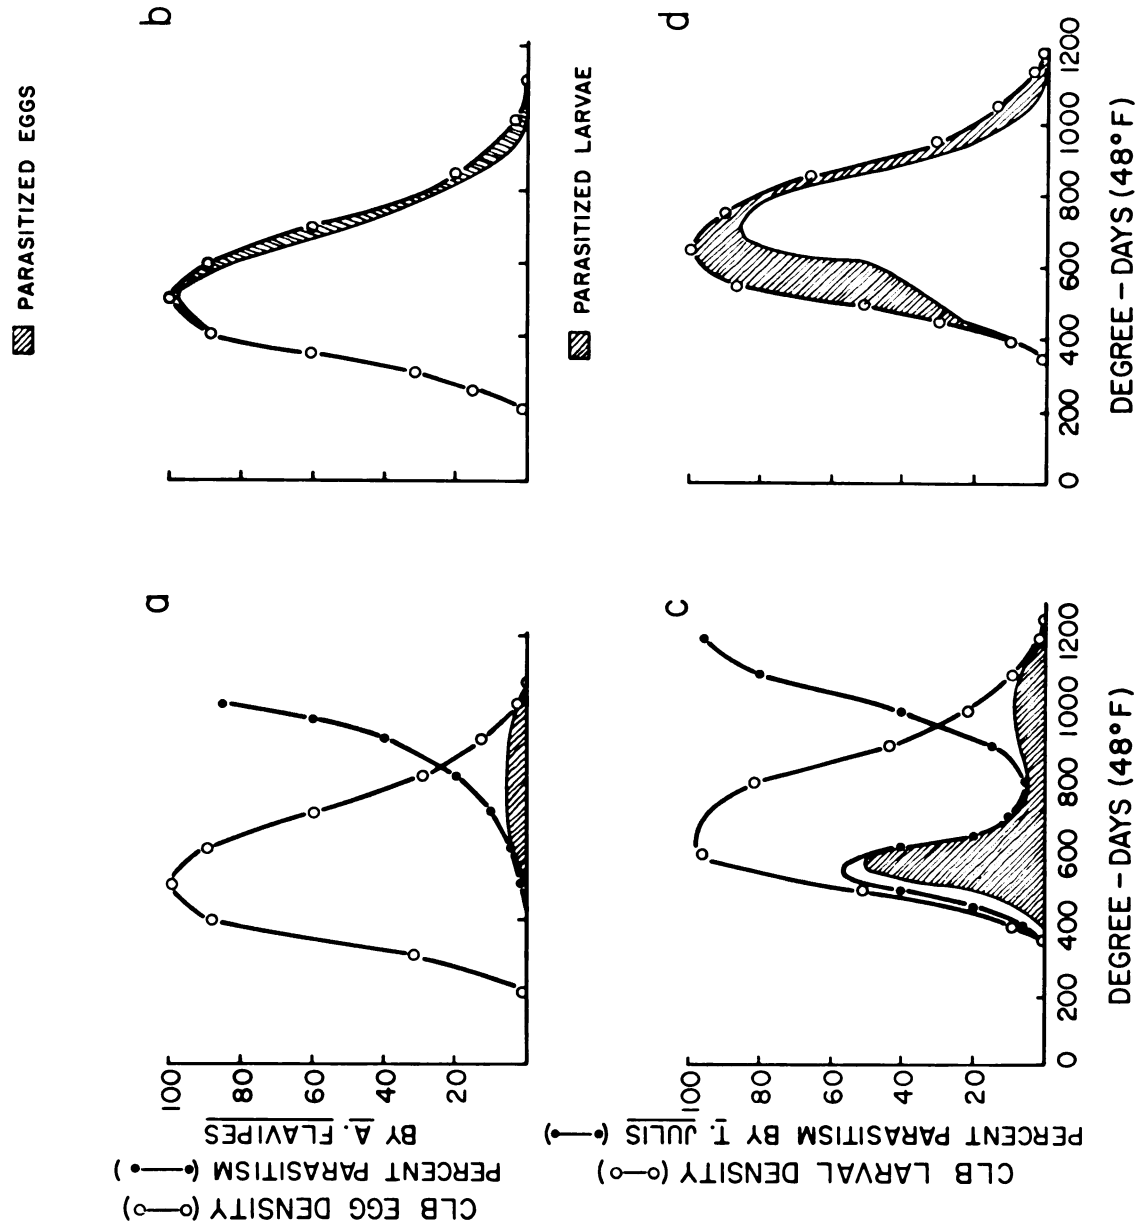 PARASITIZED EGGS
a
b
100
80
60
40
20
CLB EGG DENSITY (o—o)
PERCENT PARASITISM (•—•)
BY A. FLAVIPES
PARASITIZED LARVAE
c
d
100
80
60
40
20
0
CLB LARVAL DENSITY (o—o)
PERCENT PARASITISM BY T. JULIS (•—•)
0 200 400 600 800 1000 1200
0 200 400 600 800 1000 1200
DEGREE – DAYS (48° F)
DEGREE – DAYS (48° F)